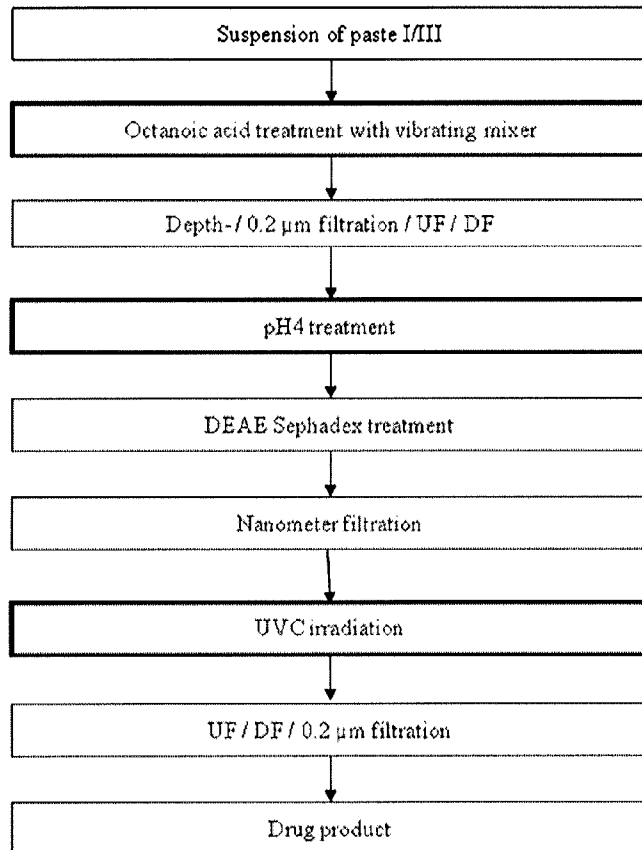 Suspension of paste I/III
Octanoic acid treatment with vibrating mixer
Depth-/ 0.2 µm filtration / UF / DF
pH4 treatment
DEAE Sephadex treatment
Nanometer filtration
UVC irradiation
UF / DF / 0.2 µm filtration
Drug product